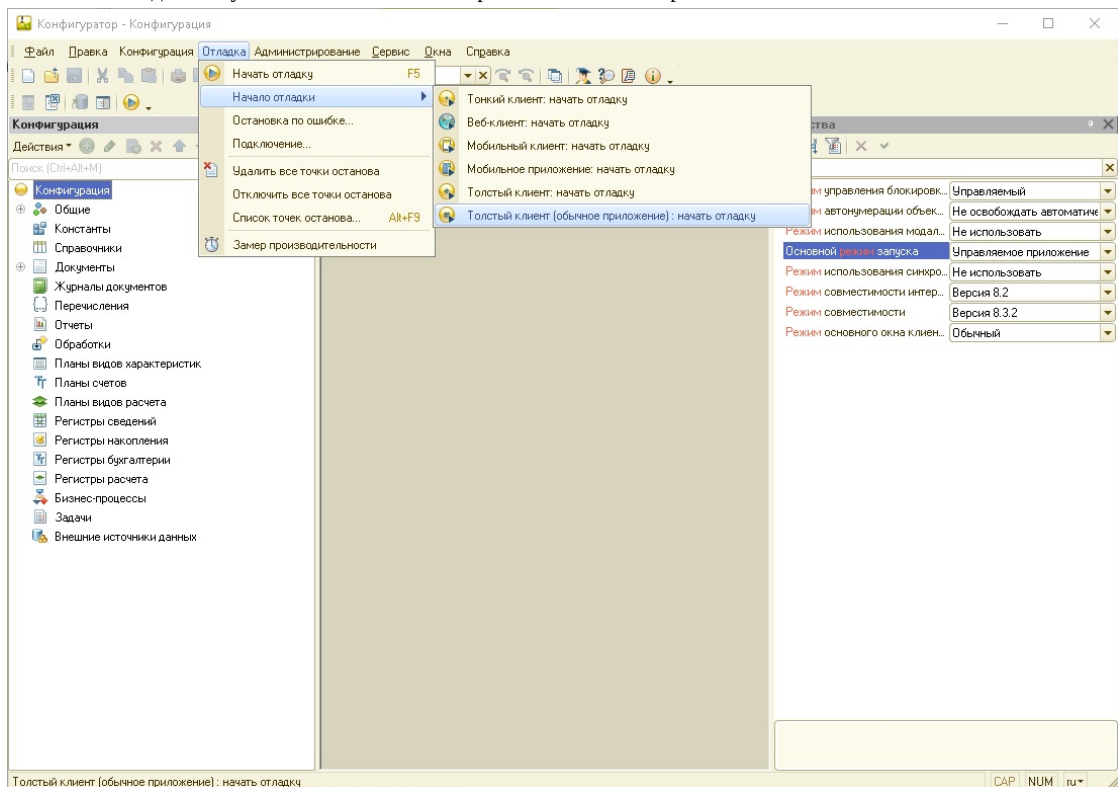 Конфигуратор - Конфигурация
Файл Правка Конфигурация Отладка Администрирование Сервис Окна Справка
Начать отладку F5
Начало отладки
Остановка по ошибке...
Подключение...
Удалить все точки останова
Отключить все точки останова
Список точек останова... Alt+F9
Замер производительности
Тонкий клиент: начать отладку
Веб-клиент: начать отладку
Мобильный клиент: начать отладку
Мобильное приложение: начать отладку
Толстый клиент: начать отладку
Толстый клиент (обычное приложение) : начать отладку
Конфигурация
Действия
Поиск (Ctrl+Alt+M)
Конфигурация
Общие
Константы
Справочники
Документы
Журналы документов
Перечисления
Отчеты
Обработки
Планы видов характеристик
Планы счетов
Планы видов расчета
Регистры сведений
Регистры накопления
Регистры бухгалтерии
Регистры расчета
Бизнес-процессы
Задачи
Внешние источники данных
управления блокировк... Управляемый
автонумерации объек... Не освобождать автоматиче
Режим использования модал... Не использовать
Основной режим запуска Управляемое приложение
Режим использования синхро... Не использовать
Режим совместимости интер... Версия 8.2
Режим совместимости Версия 8.3.2
Режим основного окна клиен... Обычный
Толстый клиент (обычное приложение) : начать отладку CAP NUM ru